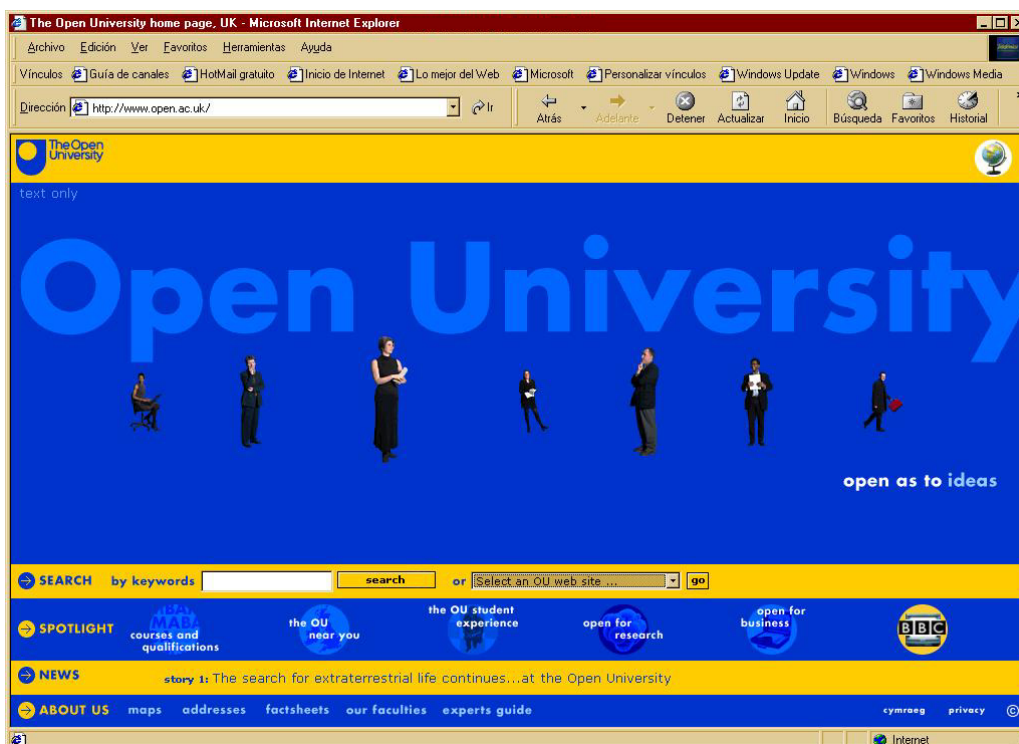 The Open University home page, UK - Microsoft Internet Explorer
Archivo Edición Ver Favoritos Herramientas Ayuda
Vínculos Guía de canales HotMail gratuito Inicio de Internet Lo mejor del Web Microsoft Personalizar vínculos Windows Update Windows Windows Media
Dirección http://www.open.ac.uk/ Ir Atrás Adelante Detener Actualizar Inicio Búsqueda Favoritos Historial
The Open
University
text only
Open University
open as to ideas
SEARCH by keywords search or Select an OU web site ... go
SPOTLIGHT
MABA
courses and
qualifications
the OU
near you
the OU student
experience
open for
research
open for
business
BBC
NEWS story 1: The search for extraterrestrial life continues...at the Open University
ABOUT US maps addresses factsheets our faculties experts guide cymraeg privacy ©
Internet